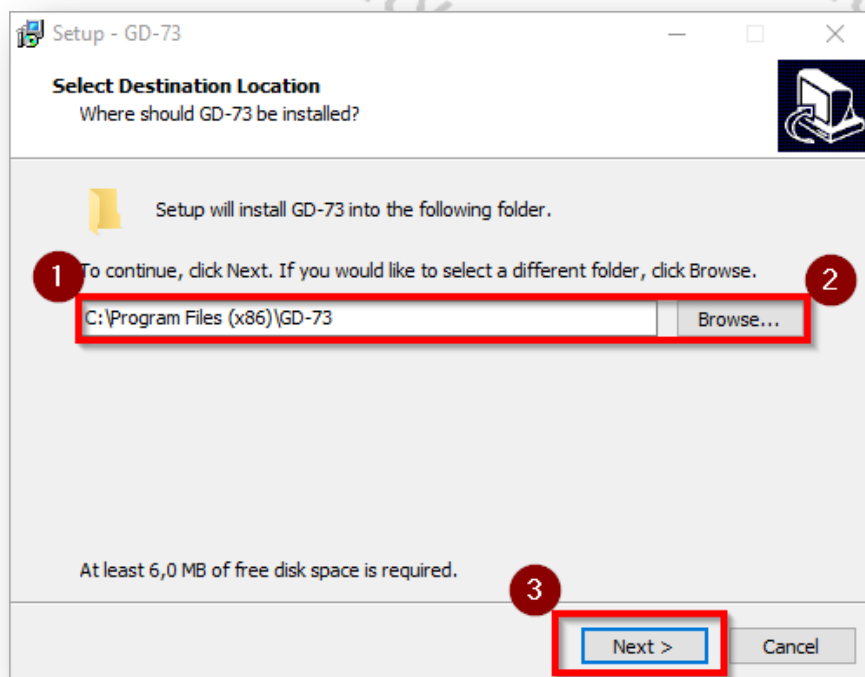 Setup - GD-73
Select Destination Location
Where should GD-73 be installed?
Setup will install GD-73 into the following folder.
1
To continue, click Next. If you would like to select a different folder, click Browse.
2
C:\Program Files (x86)\GD-73
Browse...
At least 6,0 MB of free disk space is required.
3
Next >
Cancel